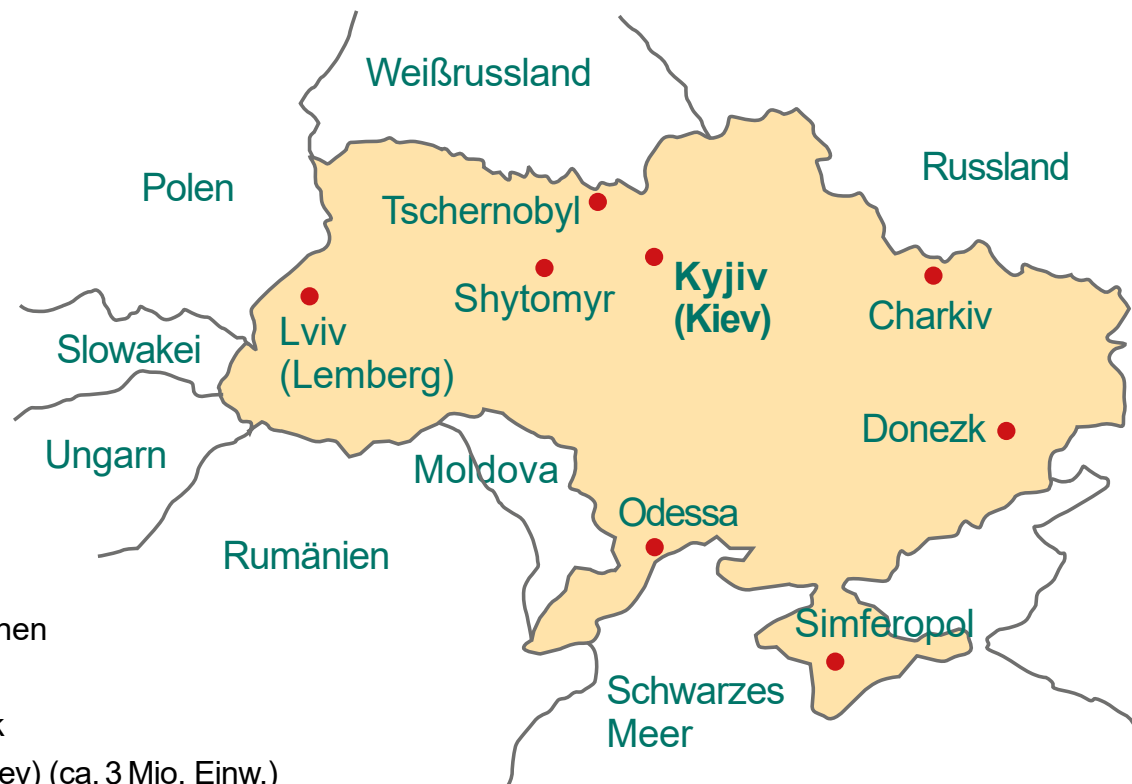 Weißrussland
Polen
Russland
Tschernobyl
Shytomyr
Kyjiv
(Kiev)
Charkiv
Lviv
(Lemberg)
Slowakei
Ungarn
Donezk
Moldova
Odessa
Rumänien
Simferopol
Schwarzes
Meer
nen
k
ev) (ca. 3 Mio. Einw.)